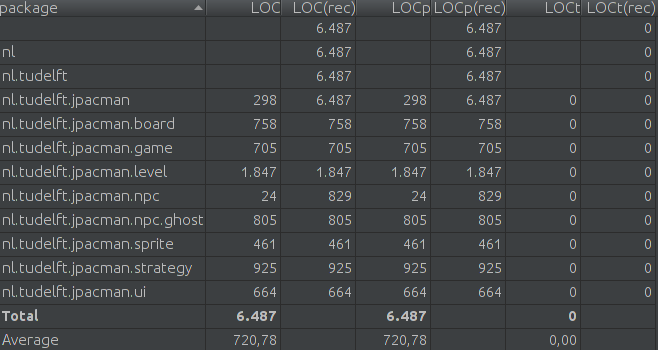 package LOC LOC(rec) LOCp LOCp(rec) LOCt LOCt(rec)
6.487 6.487 0
nl 6.487 6.487 0
nl.tudelft 6.487 6.487 0
nl.tudelft.jpacman 298 6.487 298 6.487 0 0
nl.tudelft.jpacman.board 758 758 758 758 0 0
nl.tudelft.jpacman.game 705 705 705 705 0 0
nl.tudelft.jpacman.level 1.847 1.847 1.847 1.847 0 0
nl.tudelft.jpacman.npc 24 829 24 829 0 0
nl.tudelft.jpacman.npc.ghost 805 805 805 805 0 0
nl.tudelft.jpacman.sprite 461 461 461 461 0 0
nl.tudelft.jpacman.strategy 925 925 925 925 0 0
nl.tudelft.jpacman.ui 664 664 664 664 0 0
Total 6.487 6.487 0
Average 720,78 720,78 0,00